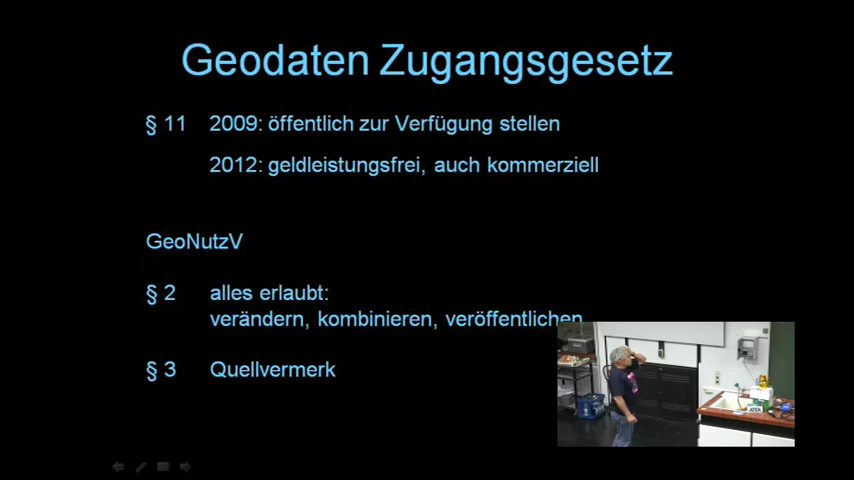 Geodaten Zugangsgesetz
§ 11 2009: öffentlich zur Verfügung stellen
2012: geldleistungsfrei, auch kommerziell
GeoNutzV
§ 2 alles erlaubt:
verändern, kombinieren, veröffentlichen
§ 3 Quellvermerk